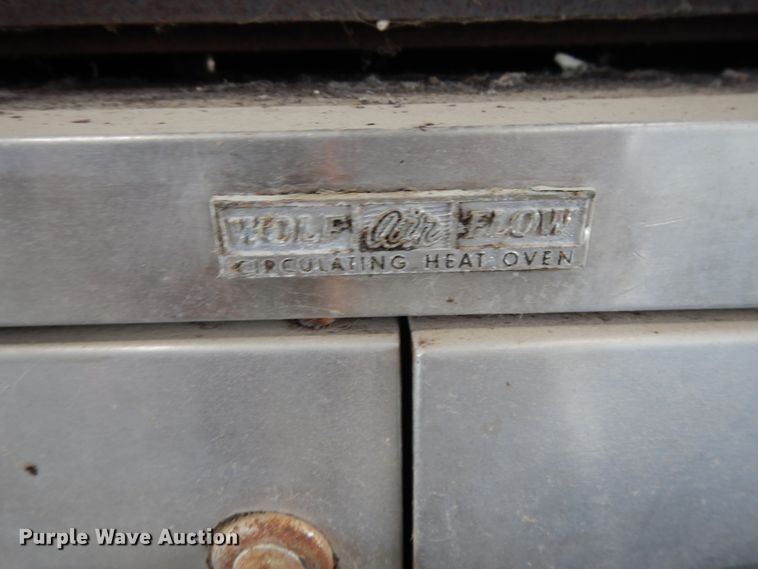 WOLF Air FLOW
CIRCULATING HEAT OVEN
Purple Wave Auction